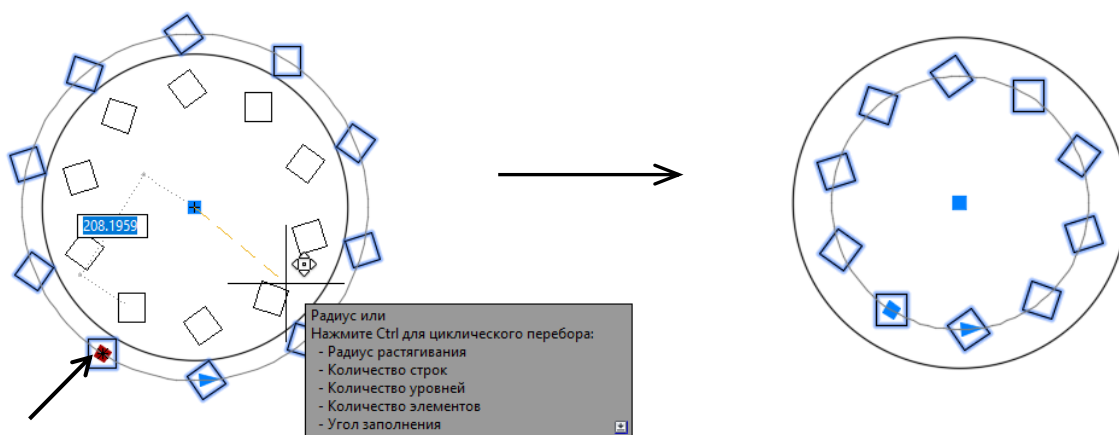 208.1959
Радиус или
Нажмите Ctrl для циклического перебора:
- Радиус растягивания
- Количество строк
- Количество уровней
- Количество элементов
- Угол заполнения